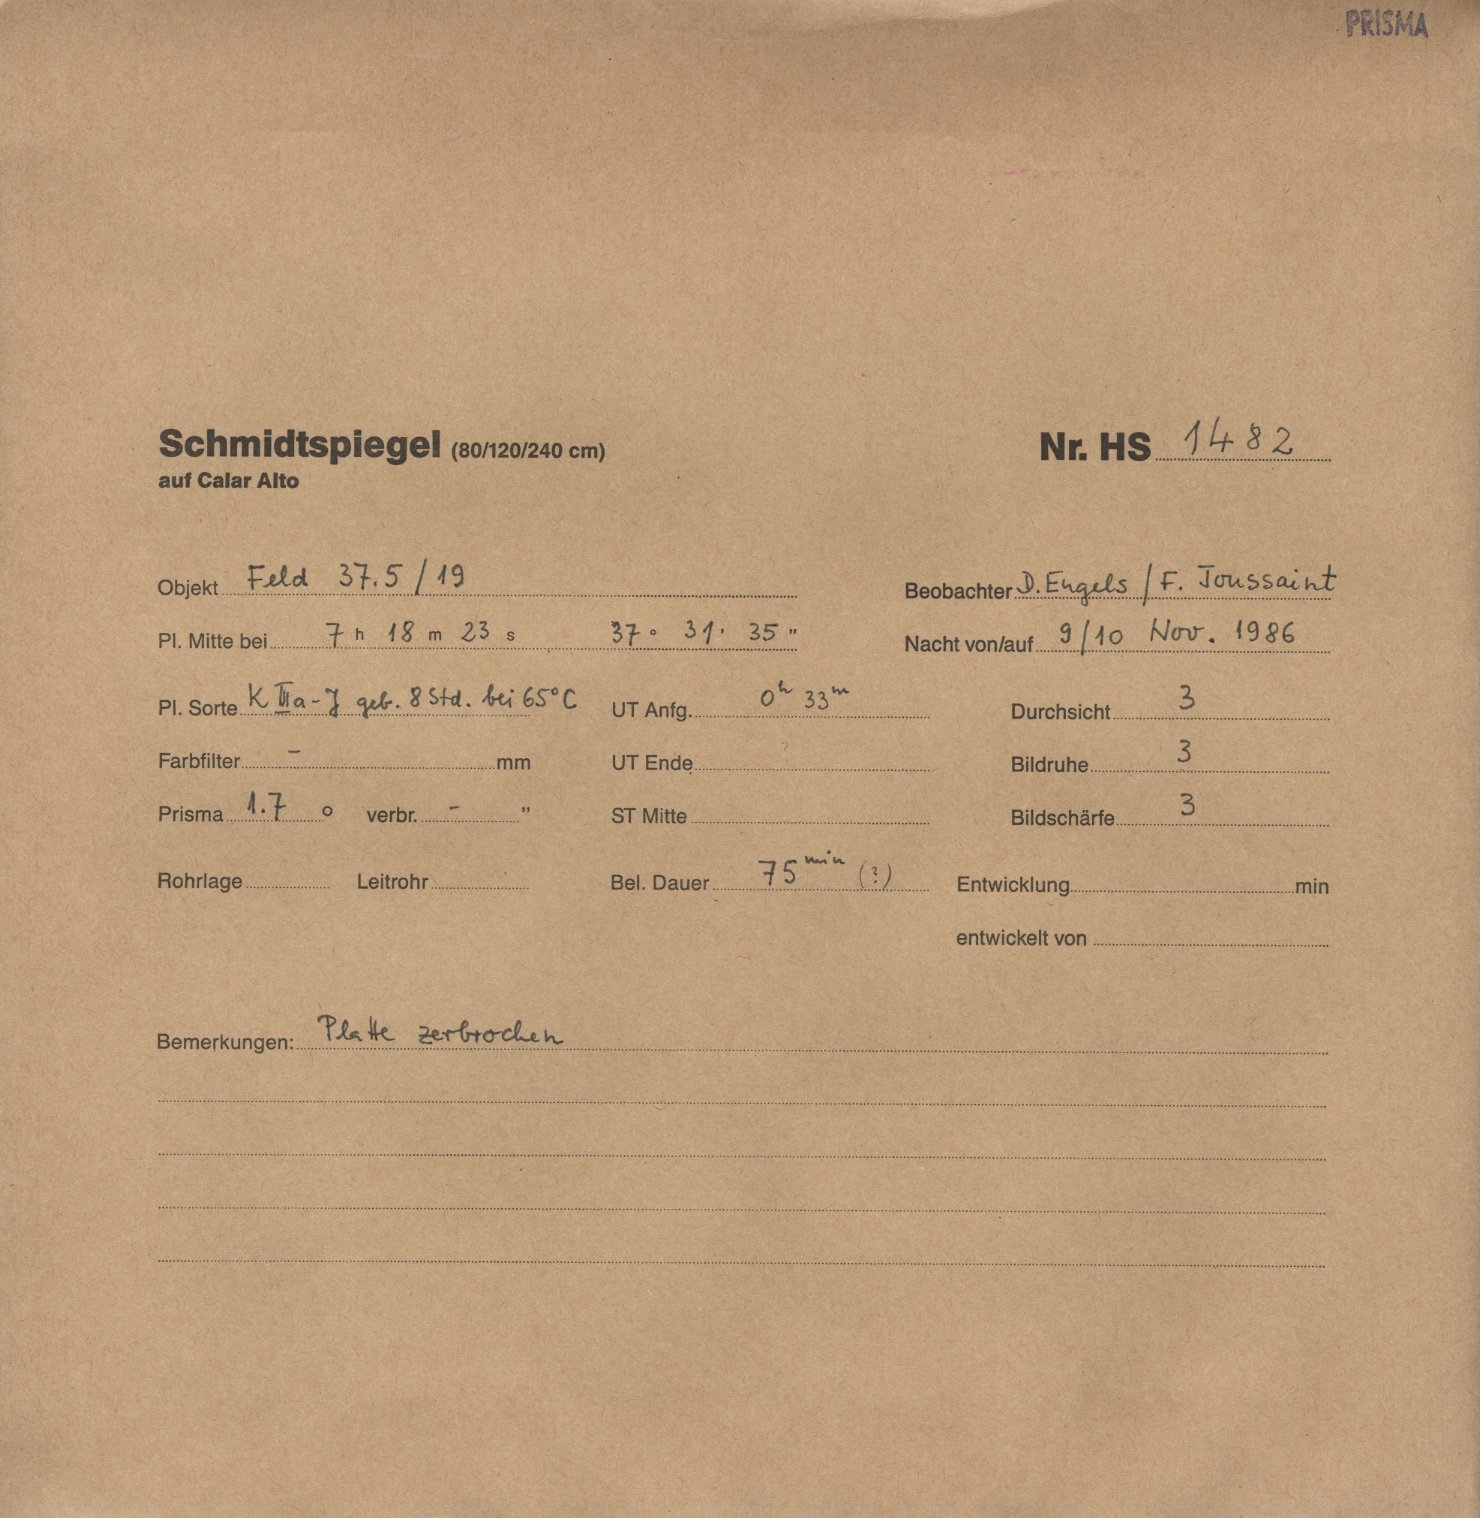 PRISMA
Schmidtspiegel (80/120/240 cm) Nr. HS 1482
auf Calar Alto
Objekt Feld 37.5 / 19 Beobachter D. Engels / F. Toussaint
Pl. Mitte bei 7 h 18 m 23 s 37 ° 31 ' 35 " Nacht von/auf 9/10 Nov. 1986
Pl. Sorte K IIIa-J geb. 8 Std. bei 65°C UT Anfg. 0h 33m Durchsicht 3
Farbfilter – mm UT Ende ? Bildruhe 3
Prisma 1.7 ° verbr. – " ST Mitte Bildschärfe 3
Rohrlage Leitrohr Bel. Dauer 75 min (?) Entwicklung min
entwickelt von
Bemerkungen: Platte zerbrochen